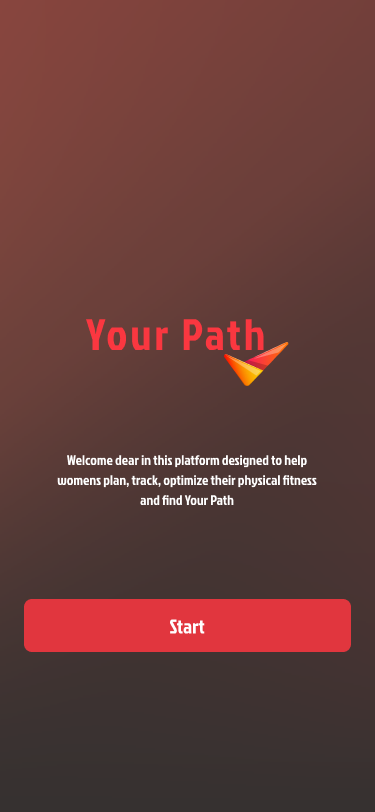 Your Path
Welcome dear in this platform designed to help
womens plan, track, optimize their physical fitness
and find Your Path
Start